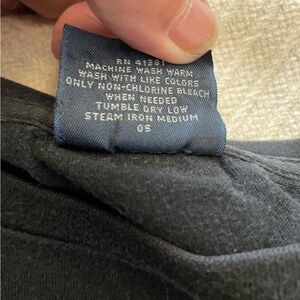 RN 41381
MACHINE WASH WARM
WASH WITH LIKE COLORS
ONLY NON-CHLORINE BLEACH
WHEN NEEDED
TUMBLE DRY LOW
STEAM IRON MEDIUM
05